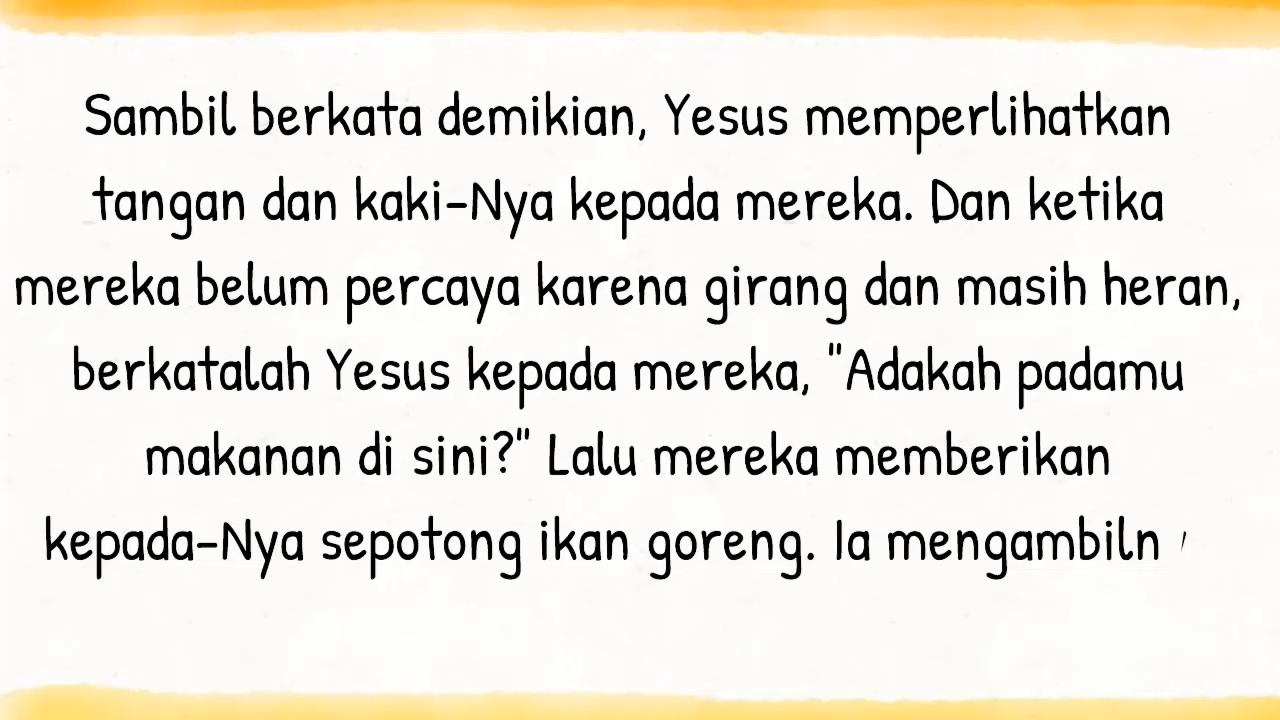 Sambil berkata demikian, Yesus memperlihatkan
tangan dan kaki-Nya kepada mereka. Dan ketika
mereka belum percaya karena girang dan masih heran,
berkatalah Yesus kepada mereka, "Adakah padamu
makanan di sini?" Lalu mereka memberikan
kepada-Nya sepotong ikan goreng. Ia mengambiln